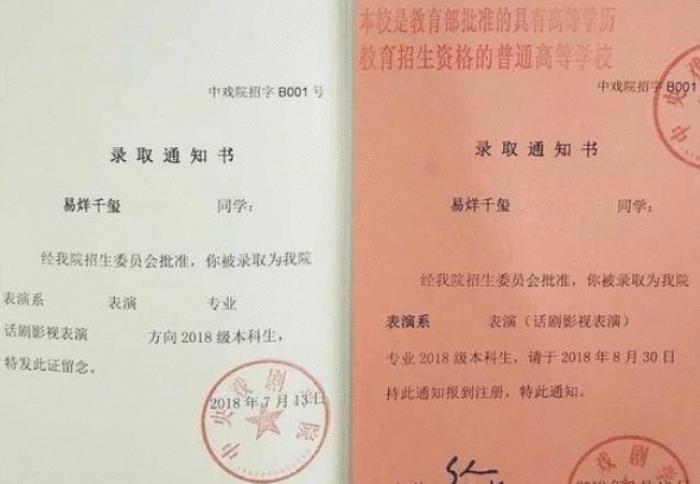 中戏院招字 B001 号
录取通知书
易烊千玺 同学:
经我院招生委员会批准,你被录取为我院
表演系 表演 专业
话剧影视表演 方向 2018 级本科生,
特发此证留念。
2018 年 7 月 13 日
中央戏剧学院
本校是教育部批准的具有高等学历
教育招生资格的普通高等学校
中戏院招字 B001
录取通知书
易烊千玺 同学:
经我院招生委员会批准,你被录取为我院
表演系 表演(话剧影视表演)
专业 2018 级本科生,请于 2018 年 8 月 30 日
持此通知报到注册,特此通知。